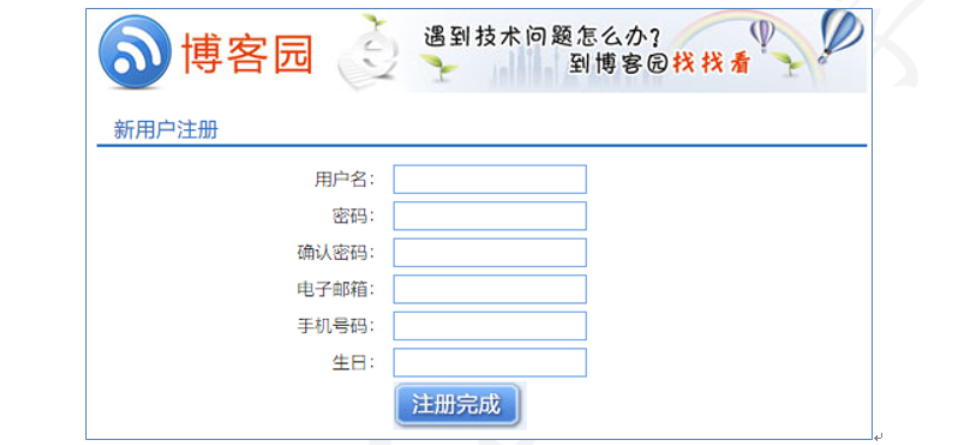 博客园
遇到技术问题怎么办?
到博客园找找看
新用户注册
用户名：
密码：
确认密码：
电子邮箱：
手机号码：
生日：
注册完成